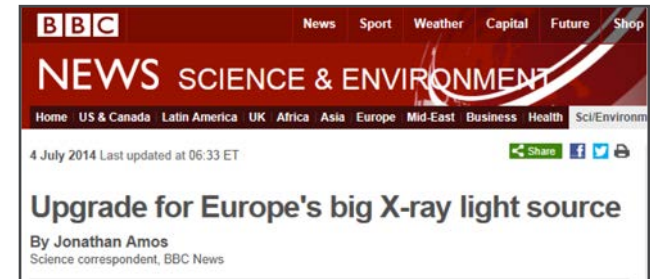 BBC News Sport Weather Capital Future Shop
NEWS SCIENCE & ENVIRONMENT
Home US & Canada Latin America UK Africa Asia Europe Mid-East Business Health Sci/Environm
4 July 2014 Last updated at 06:33 ET Share
Upgrade for Europe's big X-ray light source
By Jonathan Amos
Science correspondent, BBC News